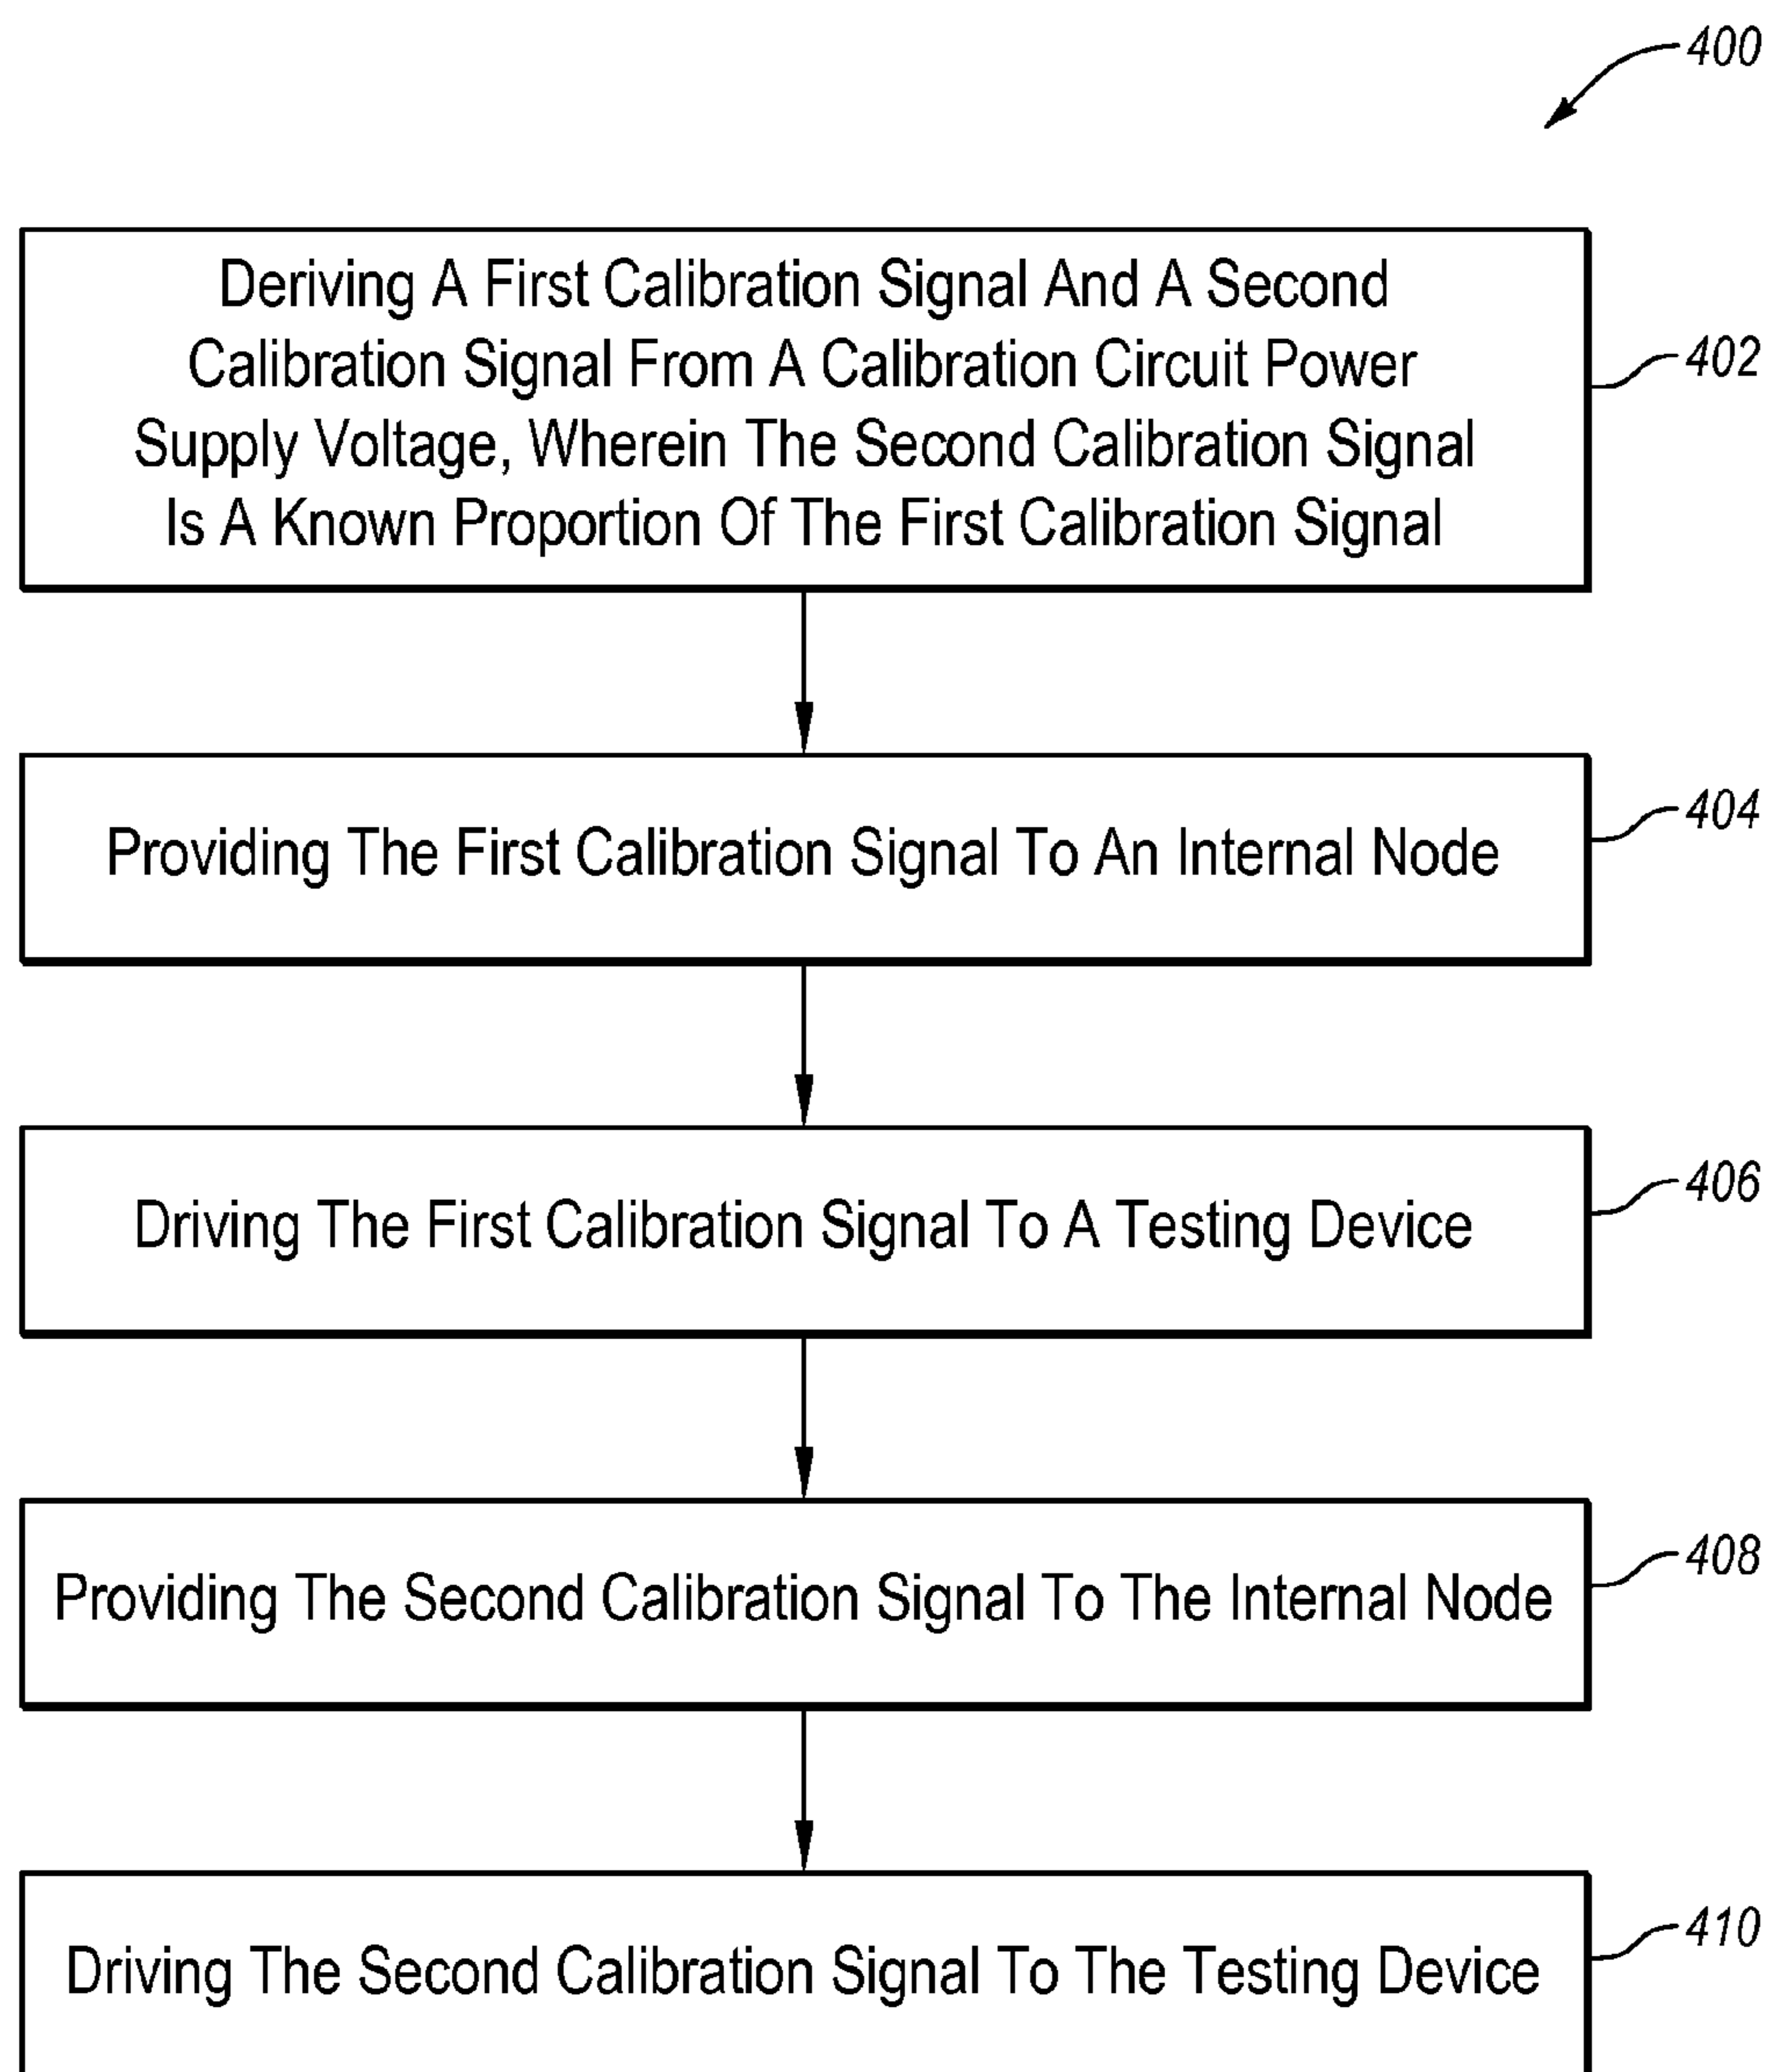 400
Deriving A First Calibration Signal And A Second
Calibration Signal From A Calibration Circuit Power
Supply Voltage, Wherein The Second Calibration Signal
Is A Known Proportion Of The First Calibration Signal
402
Providing The First Calibration Signal To An Internal Node
404
Driving The First Calibration Signal To A Testing Device
406
Providing The Second Calibration Signal To The Internal Node
408
Driving The Second Calibration Signal To The Testing Device
410